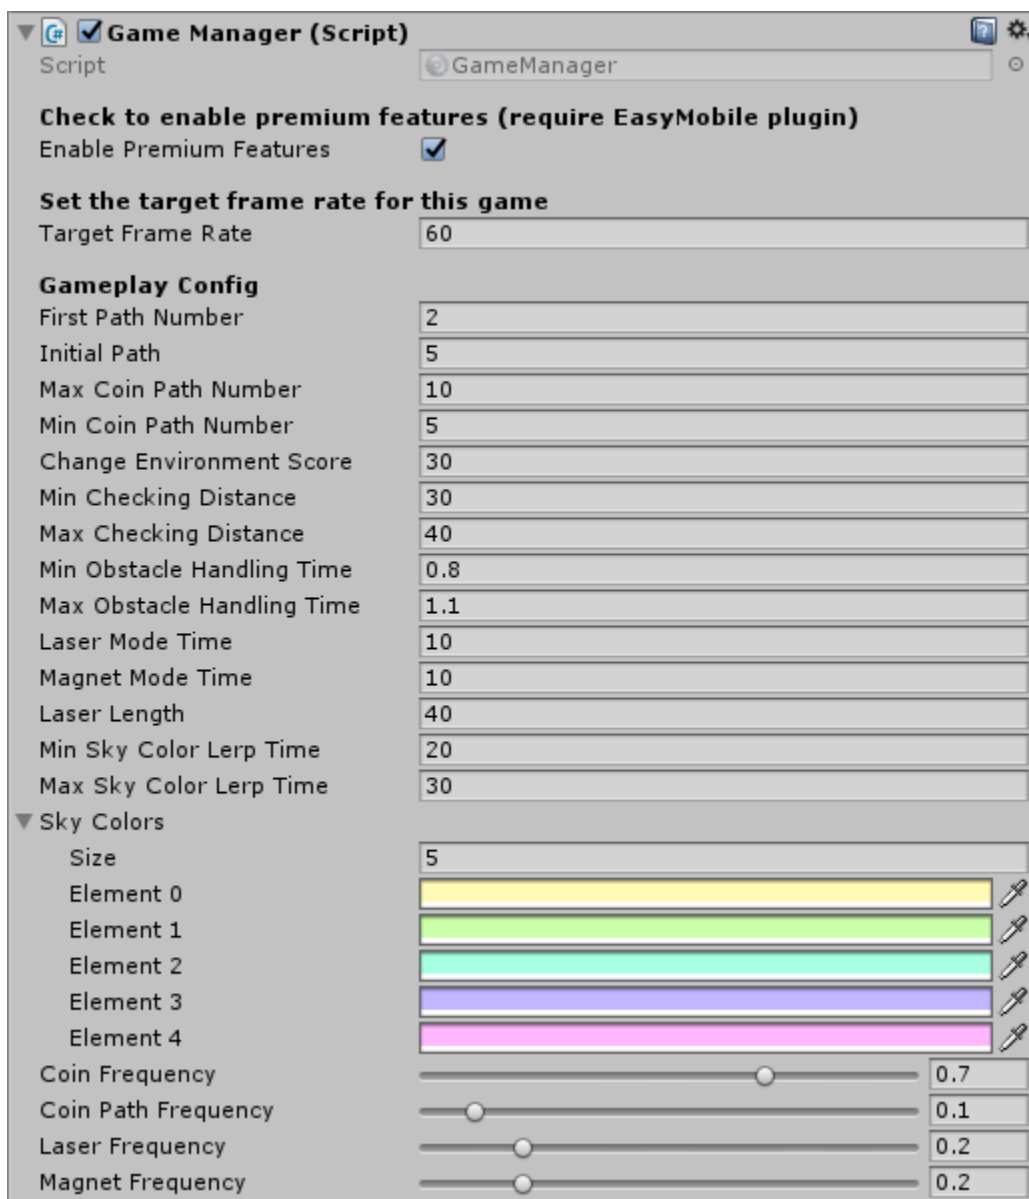 Game Manager (Script)
Script GameManager
Check to enable premium features (require EasyMobile plugin)
Enable Premium Features
Set the target frame rate for this game
Target Frame Rate 60
Gameplay Config
First Path Number 2
Initial Path 5
Max Coin Path Number 10
Min Coin Path Number 5
Change Environment Score 30
Min Checking Distance 30
Max Checking Distance 40
Min Obstacle Handling Time 0.8
Max Obstacle Handling Time 1.1
Laser Mode Time 10
Magnet Mode Time 10
Laser Length 40
Min Sky Color Lerp Time 20
Max Sky Color Lerp Time 30
Sky Colors
Size 5
Element 0
Element 1
Element 2
Element 3
Element 4
Coin Frequency 0.7
Coin Path Frequency 0.1
Laser Frequency 0.2
Magnet Frequency 0.2